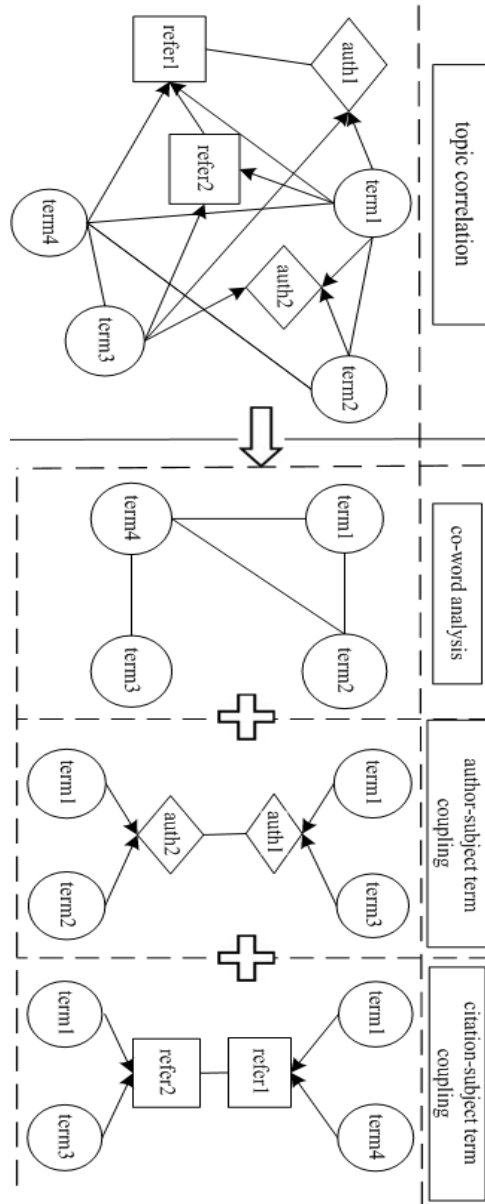 topic correlation
auth1
term1
term2
auth2
refer2
refer1
term3
term4
co-word analysis
term1
term2
term4
term3
author-subject term
coupling
term1
term3
auth1
auth2
term1
term2
citation-subject term
coupling
term1
term4
refer1
refer2
term1
term3